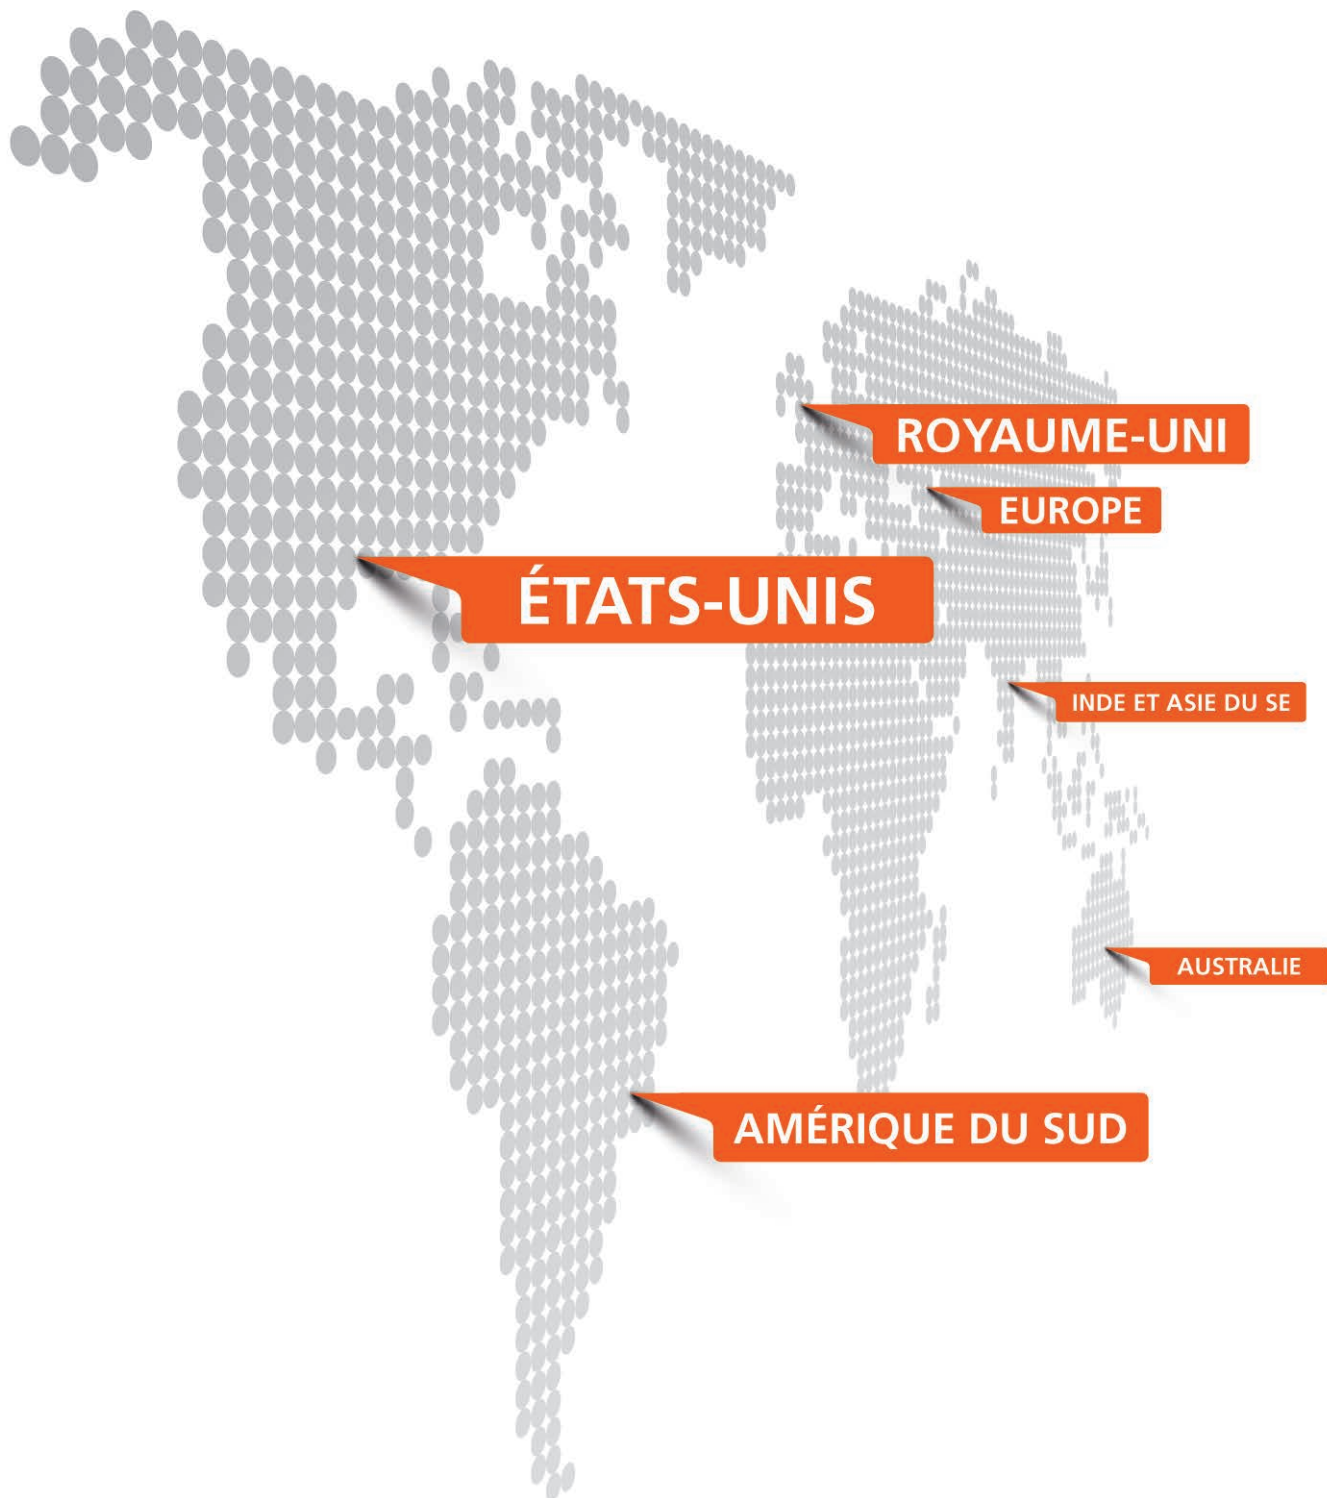 ROYAUME-UNI
EUROPE
ÉTATS-UNIS
INDE ET ASIE DU SE
AUSTRALIE
AMÉRIQUE DU SUD